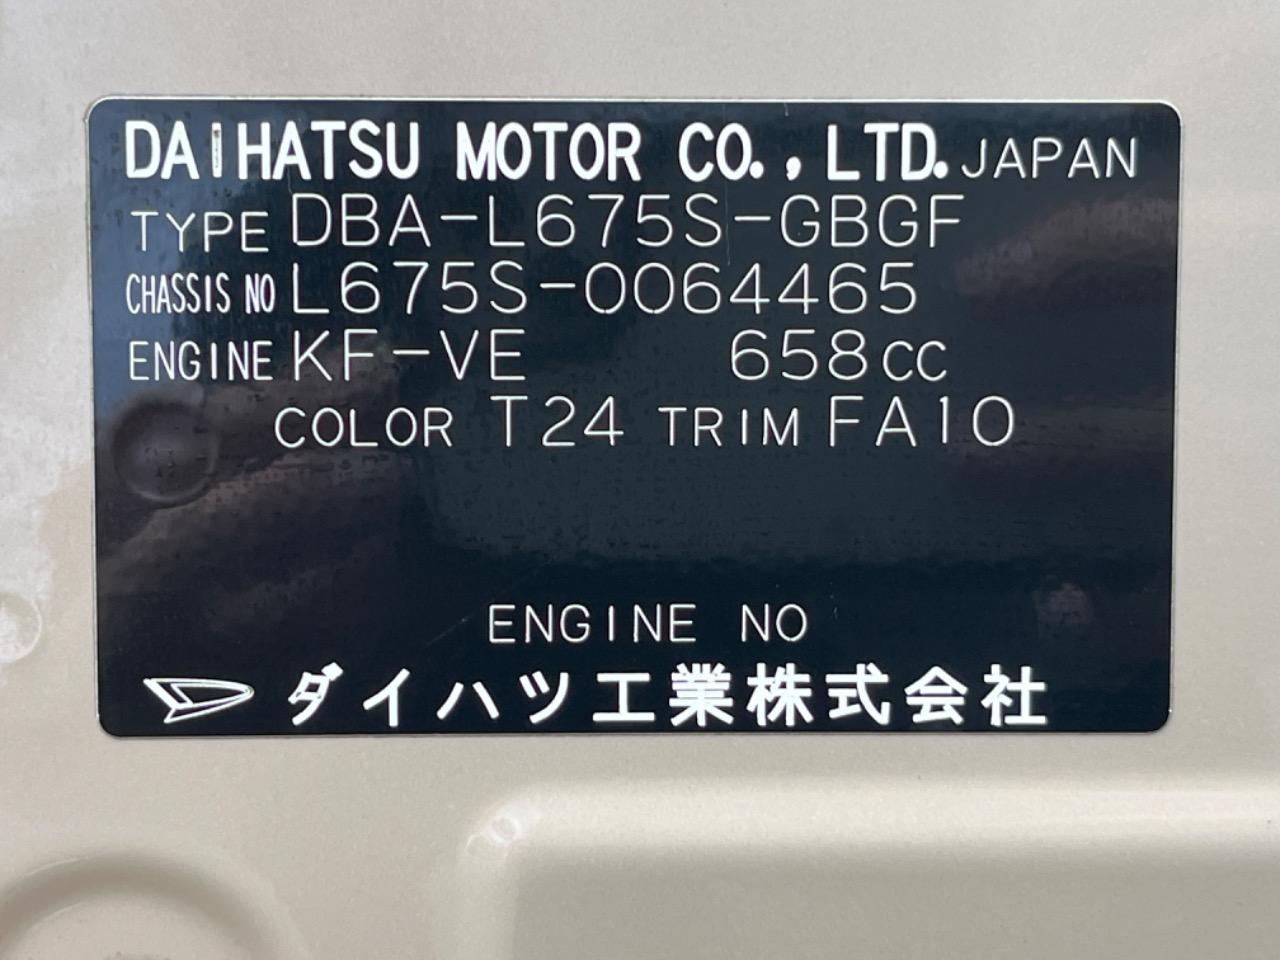 DAIHATSU MOTOR CO., LTD. JAPAN
TYPE DBA-L675S-GBGF
CHASSIS NO L675S-0064465
ENGINE KF-VE 658CC
COLOR T24 TRIM FA10
ENGINE NO
ダイハツ工業株式会社